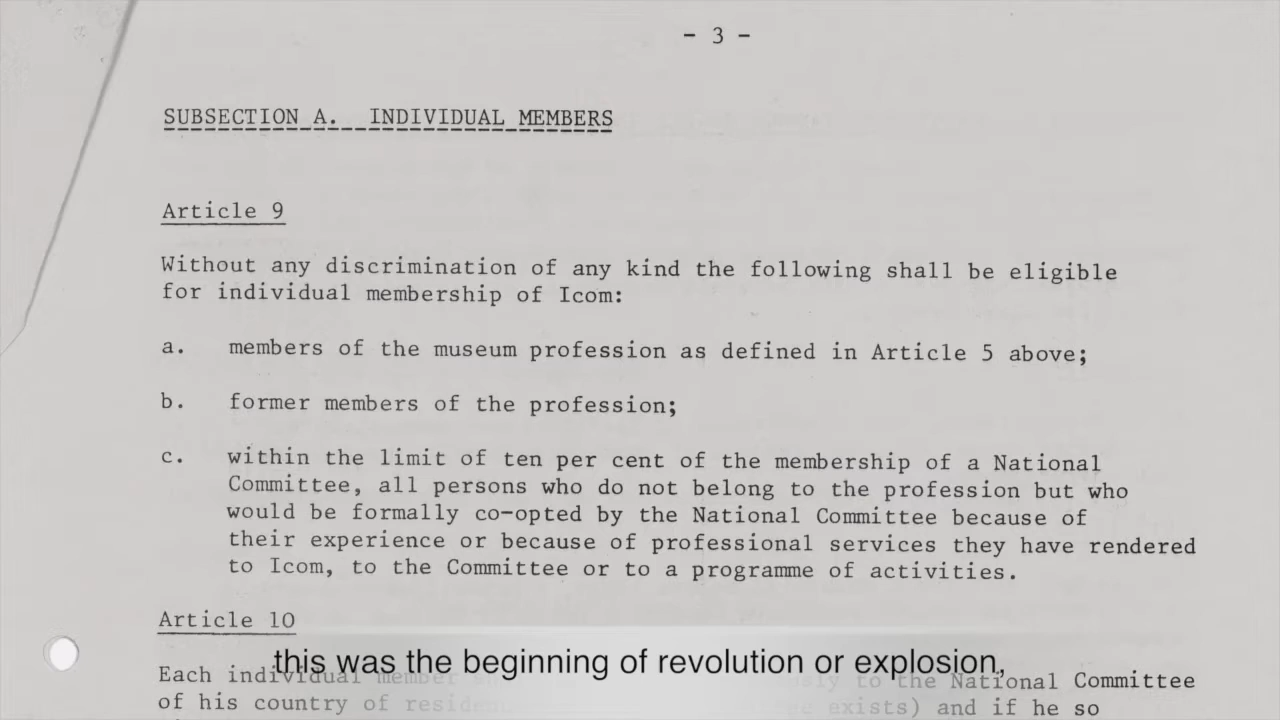 - 3 -
SUBSECTION A. INDIVIDUAL MEMBERS
Article 9
Without any discrimination of any kind the following shall be eligible
for individual membership of Icom:
a. members of the museum profession as defined in Article 5 above;
b. former members of the profession;
c. within the limit of ten per cent of the membership of a National
Committee, all persons who do not belong to the profession but who
would be formally co-opted by the National Committee because of
their experience or because of professional services they have rendered
to Icom, to the Committee or to a programme of activities.
Article 10
this was the beginning of revolution or explosion,
Each individual member to the National Committee
of his country of exists) and if he so